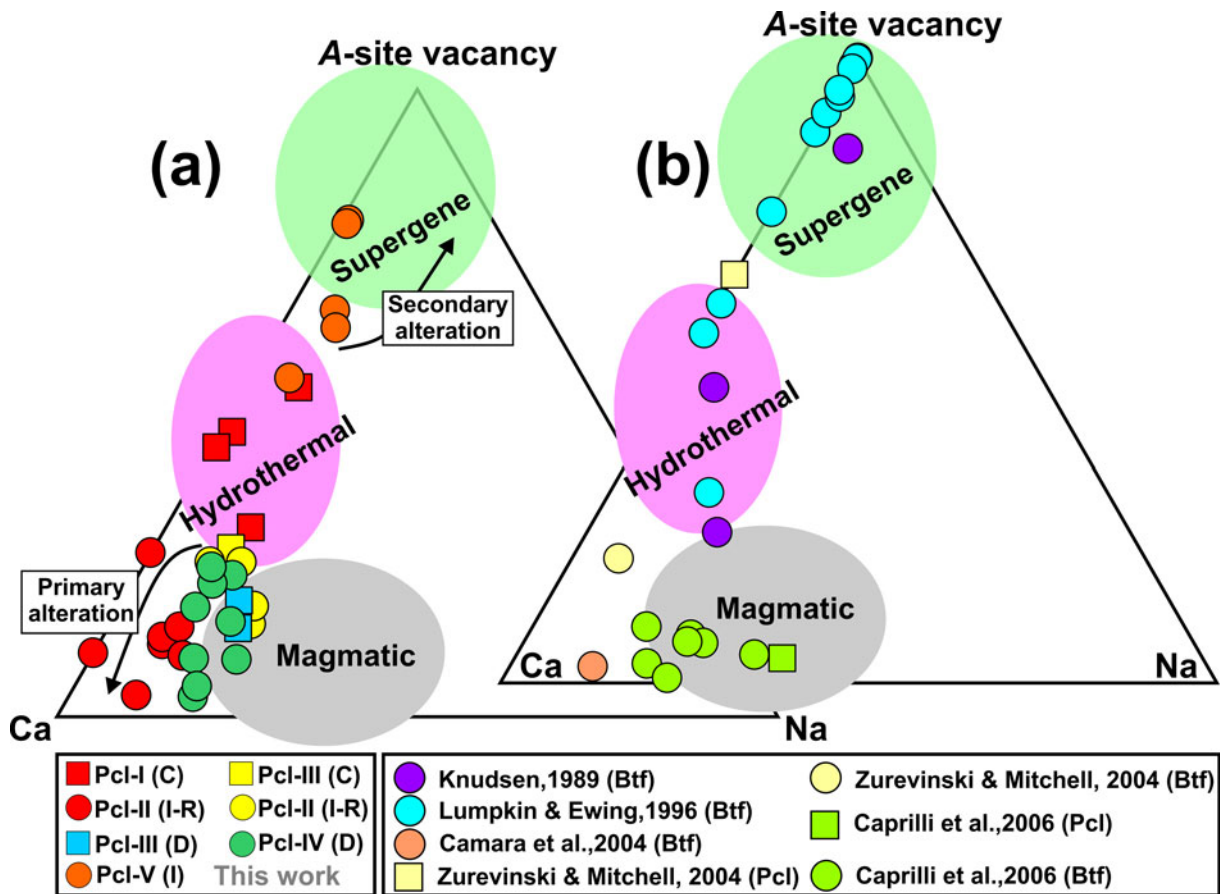 A-site vacancy
A-site vacancy
(a)
(b)
Supergene
Supergene
Secondary
alteration
Hydrothermal
Hydrothermal
Primary
alteration
Magmatic
Magmatic
Ca
Na
Ca
Na
Pcl-I (C)
Pcl-II (I-R)
Pcl-III (D)
Pcl-V (I)
Pcl-III (C)
Pcl-II (I-R)
Pcl-IV (D)
This work
Knudsen,1989 (Btf)
Lumpkin & Ewing,1996 (Btf)
Camara et al.,2004 (Btf)
Zurevinski & Mitchell, 2004 (Pcl)
Zurevinski & Mitchell, 2004 (Btf)
Caprilli et al.,2006 (Pcl)
Caprilli et al.,2006 (Btf)